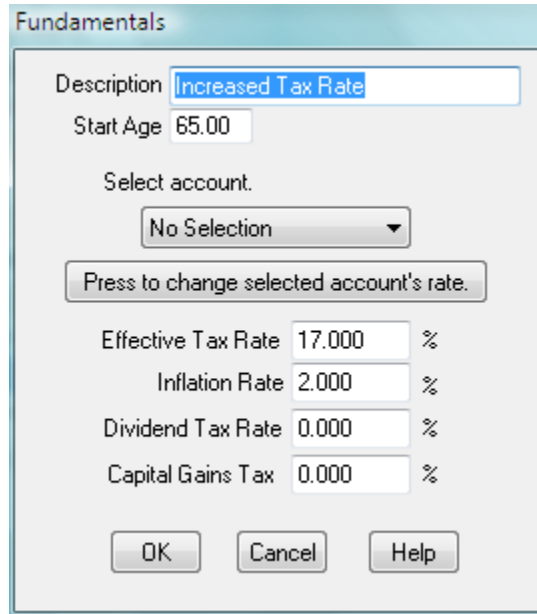 Fundamentals
Description Increased Tax Rate
Start Age 65.00
Select account.
No Selection
Press to change selected account's rate.
Effective Tax Rate 17.000 %
Inflation Rate 2.000 %
Dividend Tax Rate 0.000 %
Capital Gains Tax 0.000 %
OK Cancel Help